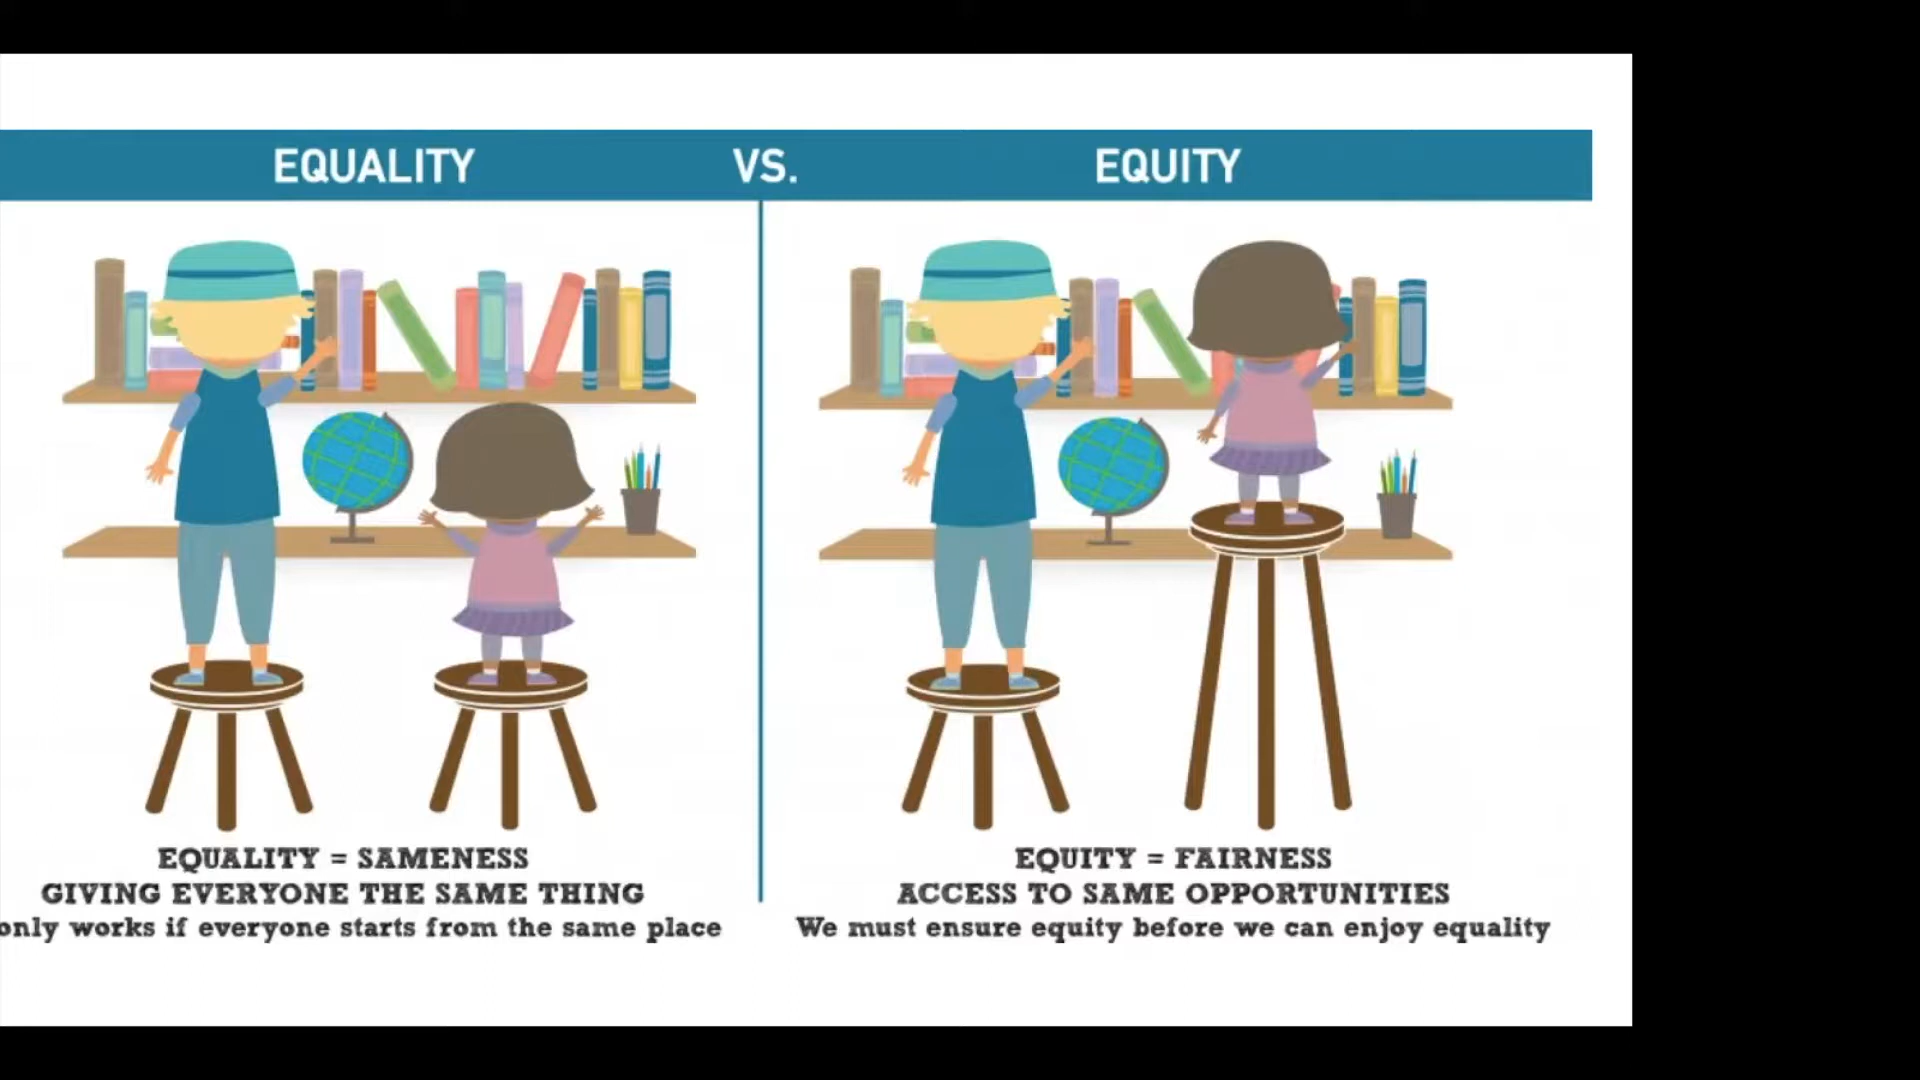 EQUALITY VS. EQUITY
EQUALITY = SAMENESS
GIVING EVERYONE THE SAME THING
only works if everyone starts from the same place
EQUITY = FAIRNESS
ACCESS TO SAME OPPORTUNITIES
We must ensure equity before we can enjoy equality